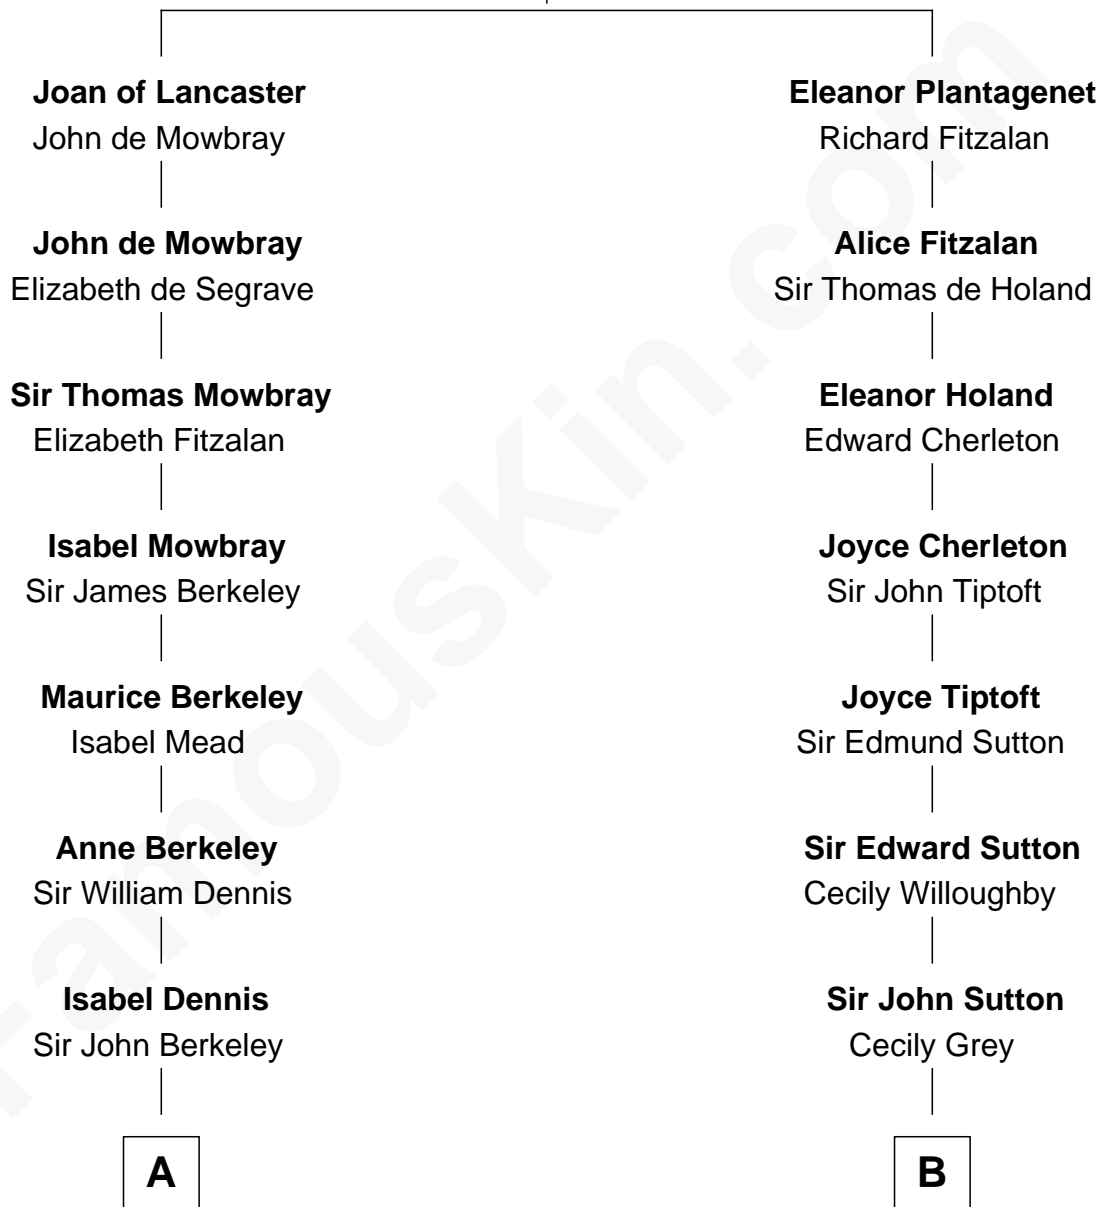 Joan of Lancaster
John de Mowbray
John de Mowbray
Elizabeth de Segrave
Sir Thomas Mowbray
Elizabeth Fitzalan
Isabel Mowbray
Sir James Berkeley
Maurice Berkeley
Isabel Mead
Anne Berkeley
Sir William Dennis
Isabel Dennis
Sir John Berkeley
A
Eleanor Plantagenet
Richard Fitzalan
Alice Fitzalan
Sir Thomas de Holand
Eleanor Holand
Edward Cherleton
Joyce Cherleton
Sir John Tiptoft
Joyce Tiptoft
Sir Edmund Sutton
Sir Edward Sutton
Cecily Willoughby
Sir John Sutton
Cecily Grey
B
FamousKin.com